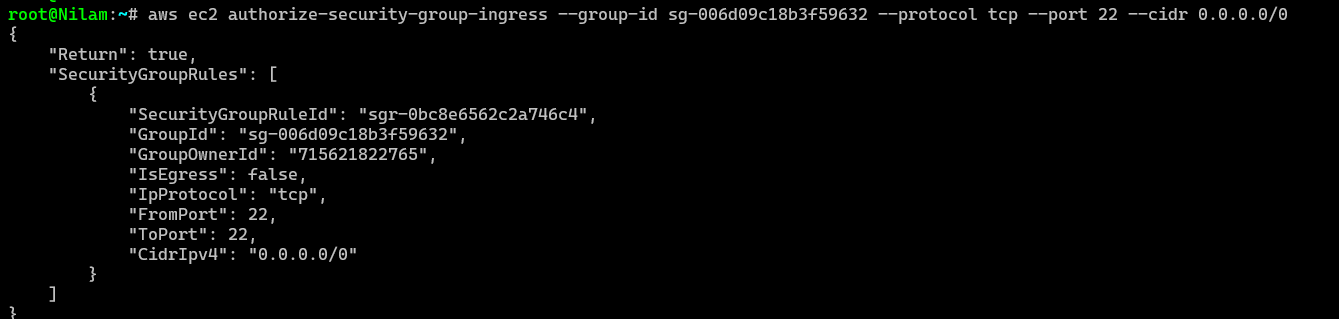 root@Nilam:~# aws ec2 authorize-security-group-ingress --group-id sg-006d09c18b3f59632 --protocol tcp --port 22 --cidr 0.0.0.0/0
{
    "Return": true,
    "SecurityGroupRules": [
        {
            "SecurityGroupRuleId": "sgr-0bc8e6562c2a746c4",
            "GroupId": "sg-006d09c18b3f59632",
            "GroupOwnerId": "715621822765",
            "IsEgress": false,
            "IpProtocol": "tcp",
            "FromPort": 22,
            "ToPort": 22,
            "CidrIpv4": "0.0.0.0/0"
        }
    ]
}